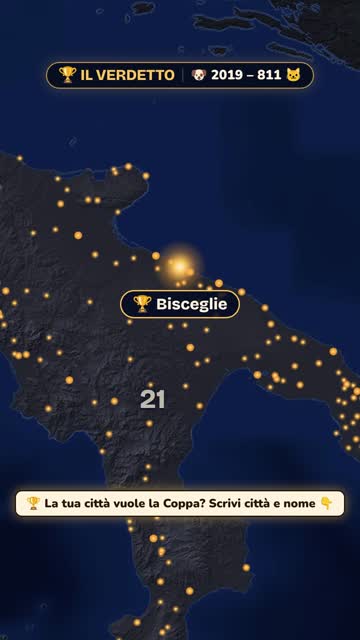 🏆 IL VERDETTO | 🐶 2019 – 811 🐱
🏆 Bisceglie
21
🏆 La tua città vuole la Coppa? Scrivi città e nome 👇